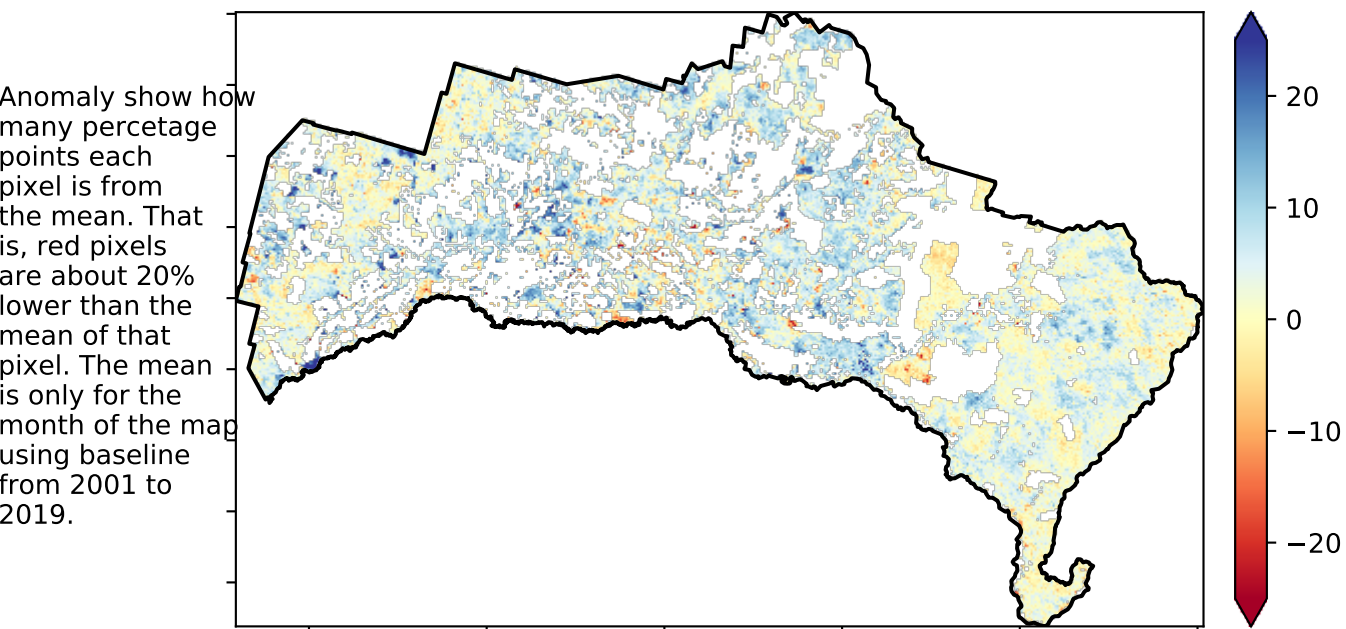 Anomaly show how
many percetage
points each
pixel is from
the mean. That
is, red pixels
are about 20%
lower than the
mean of that
pixel. The mean
is only for the
month of the map
using baseline
from 2001 to
2019.
20
10
0
−10
−20